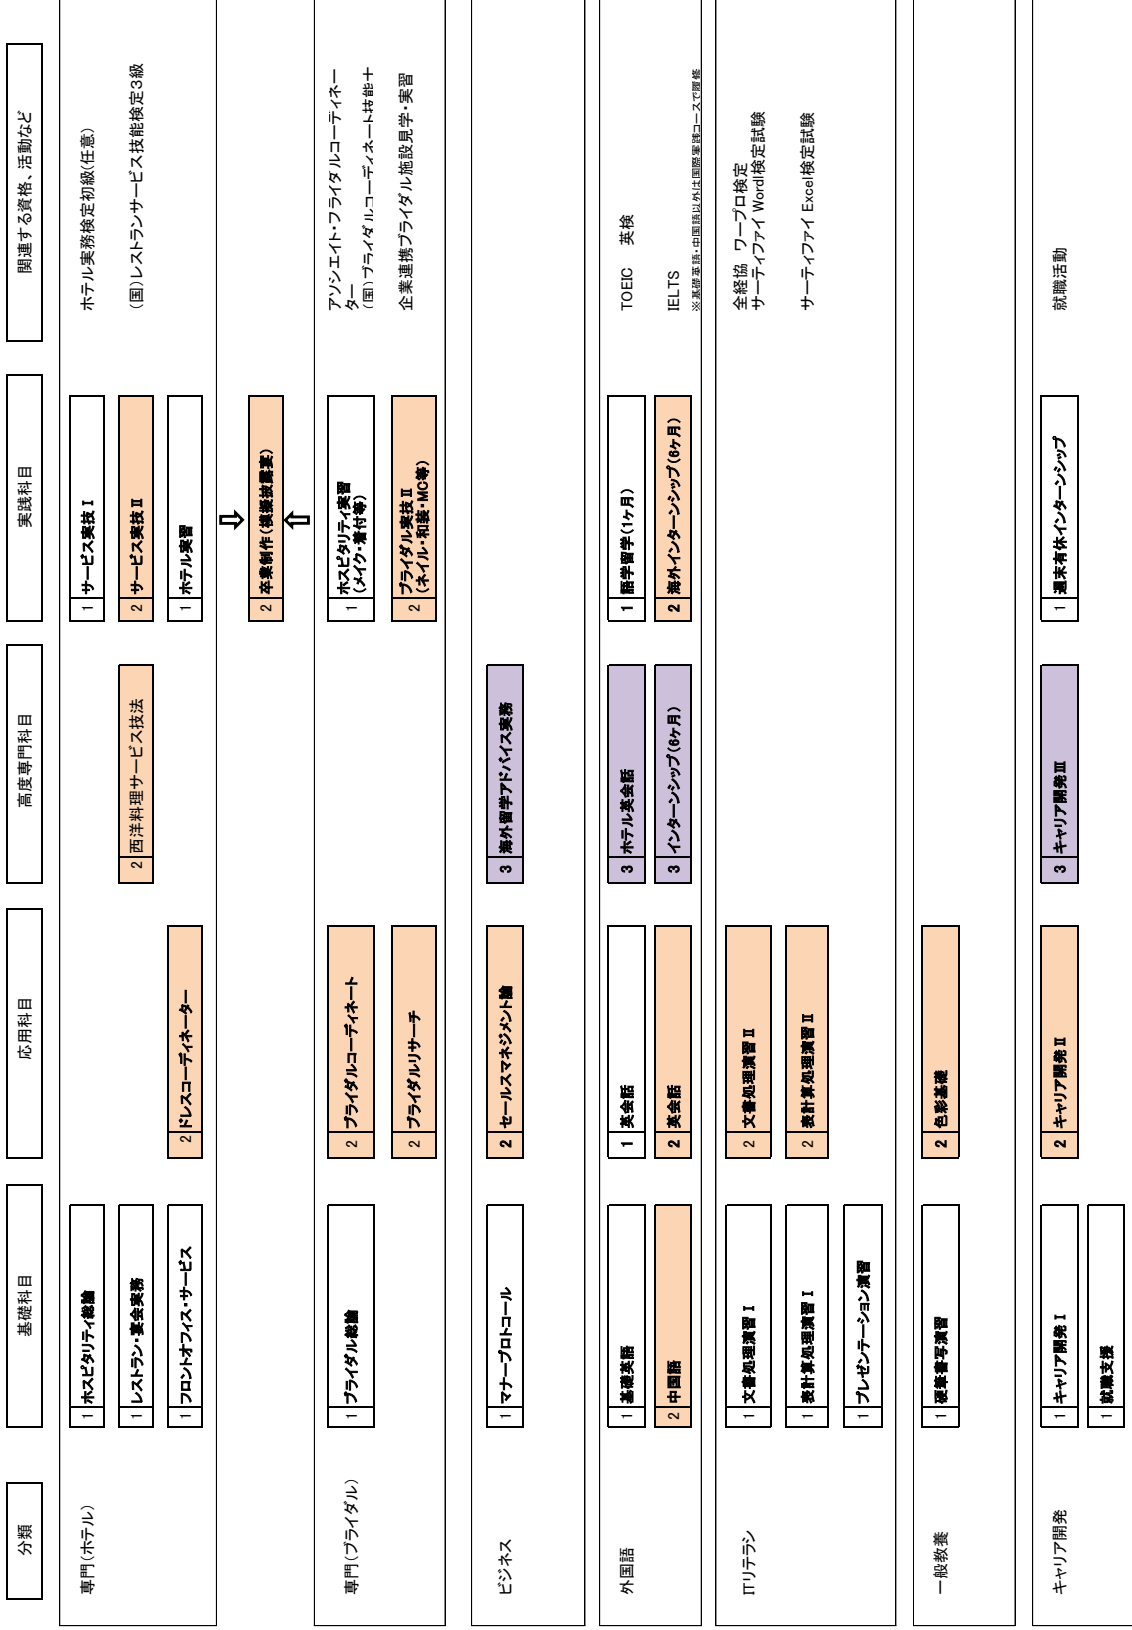 分類
基礎科目
応用科目
高度専門科目
実践科目
関連する資格、活動など
専門(ホテル)
1 ホスピタリティ総論
1 サービス実技 I
ホテル実務検定初級(任意)
1 レストラン・宴会実務
2 西洋料理サービス技法
2 サービス実技 II
(国)レストランサービス技能検定3級
1 フロントオフィス・サービス
2 ドレスコーディネーター
1 ホテル実習
⇨
2 卒業制作(模擬披露宴)
⇦
専門(ブライダル)
1 ブライダル総論
2 ブライダルコーディネート
1 ホスピタリティ実習
(メイク・着付等)
アソシエイト・ブライダルコーディネー
ター
(国)ブライダルコーディネート技能士
2 ブライダルリサーチ
2 ブライダル実技 II
(ネイル・和装・MC等)
企業連携ブライダル施設見学・実習
ビジネス
1 マナープロトコール
2 セールスマネジメント論
3 海外留学アドバイス実務
外国語
1 基礎英語
1 英会話
3 ホテル英会話
1 語学留学(1ヶ月)
TOEIC 英検
2 中国語
2 英会話
3 インターンシップ(6ヶ月)
2 海外インターンシップ(6ヶ月)
IELTS
※基礎英語・中国語以外は国際実践コースで履修
ITリテラシ
1 文書処理演習 I
2 文書処理演習 II
全経協 ワープロ検定
サーティファイ Word検定試験
1 表計算処理演習 I
2 表計算処理演習 II
サーティファイ Excel検定試験
1 プレゼンテーション演習
一般教養
1 硬筆書写演習
2 色彩基礎
キャリア開発
1 キャリア開発 I
2 キャリア開発 II
3 キャリア開発III
1 週末有休インターンシップ
就職活動
1 就職支援